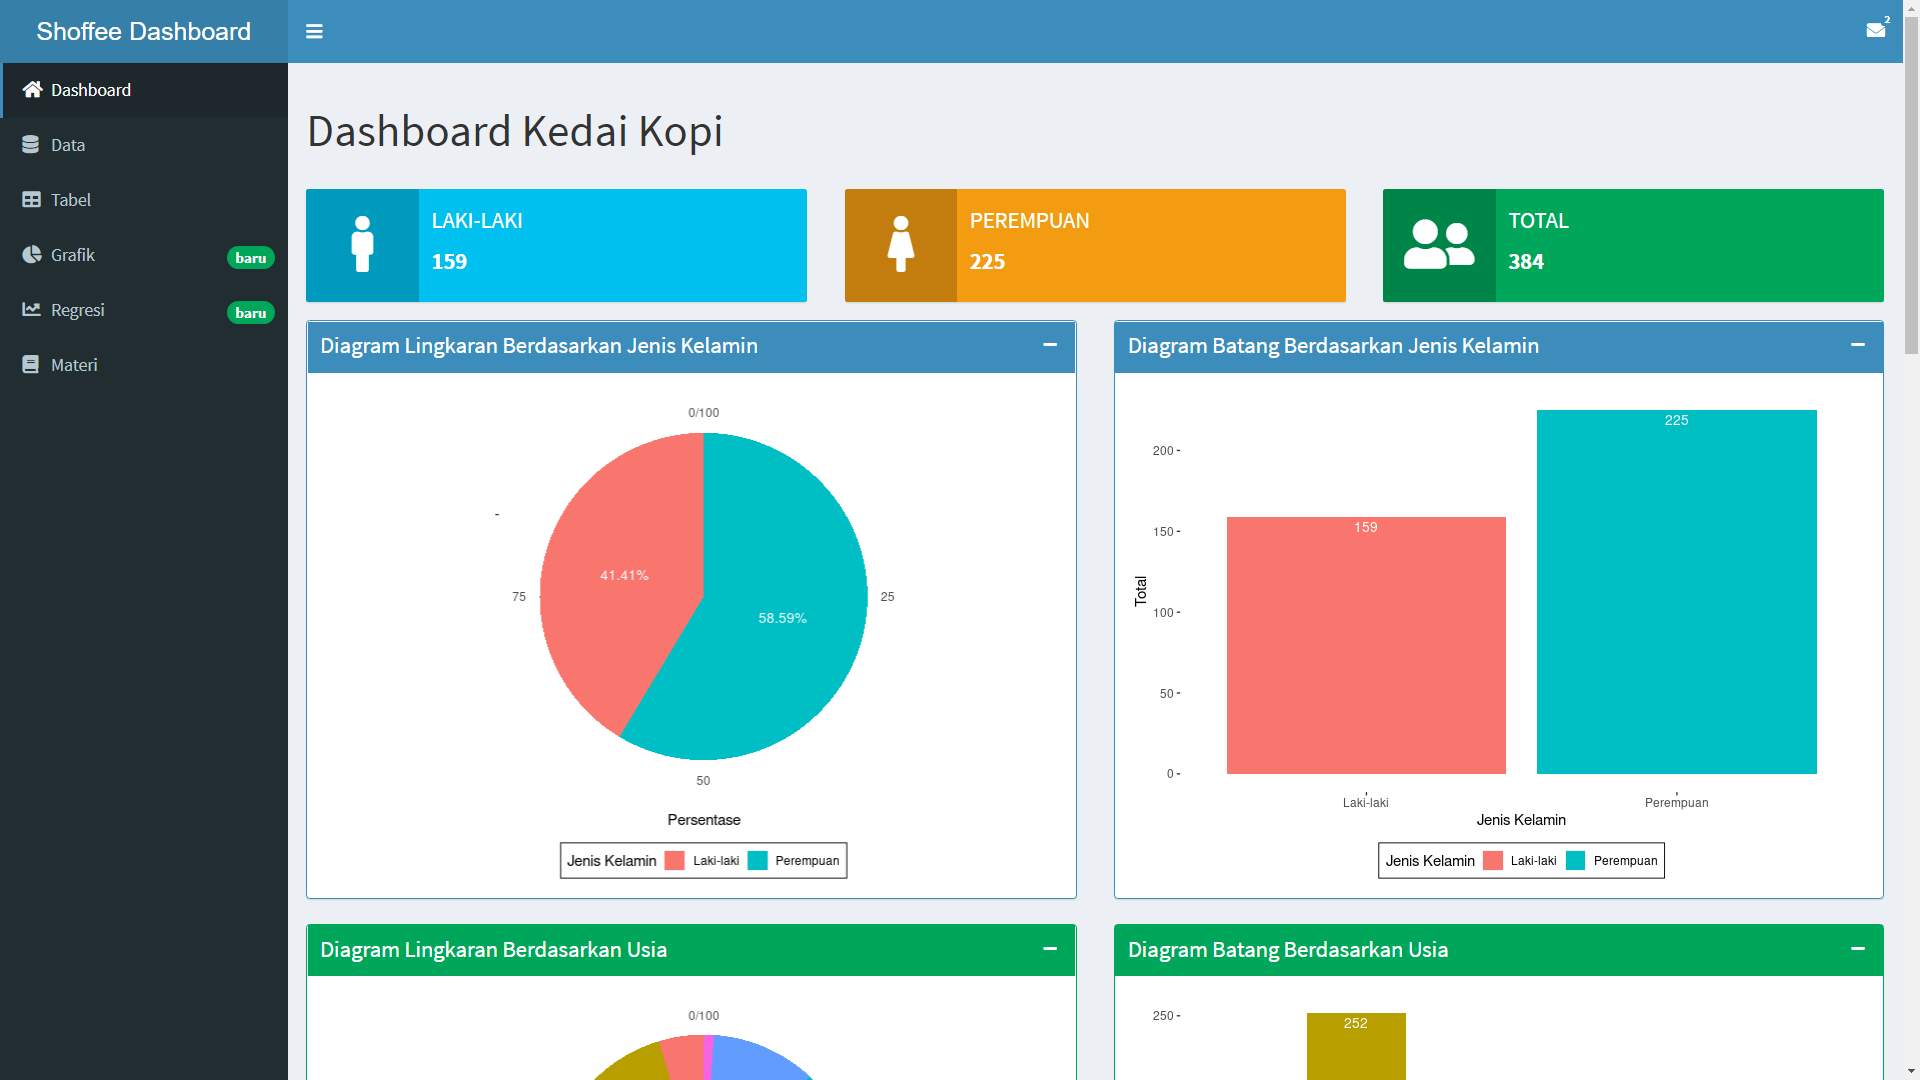 Shoffee Dashboard
2
Dashboard
Data
Tabel
Grafik baru
Regresi baru
Materi
Dashboard Kedai Kopi
LAKI-LAKI
159
PEREMPUAN
225
TOTAL
384
Diagram Lingkaran Berdasarkan Jenis Kelamin
0/100
-
41.41%
75
25
58.59%
50
Persentase
Jenis Kelamin Laki-laki Perempuan
Diagram Batang Berdasarkan Jenis Kelamin
225
200
159
150
Total
100
50
0
Laki-laki Perempuan
Jenis Kelamin
Jenis Kelamin Laki-laki Perempuan
Diagram Lingkaran Berdasarkan Usia
0/100
Diagram Batang Berdasarkan Usia
250
252